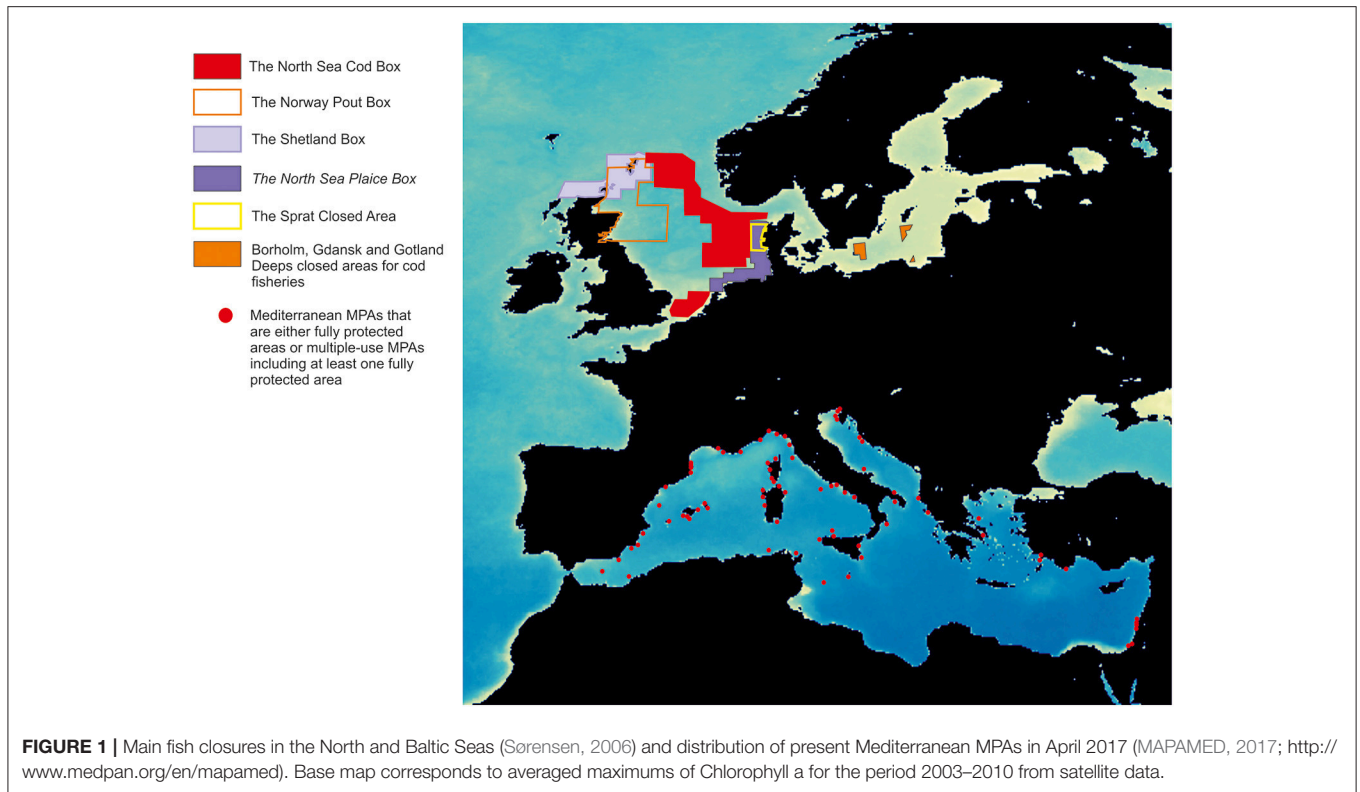 The North Sea Cod Box
The Norway Pout Box
The Shetland Box
The North Sea Plaice Box
The Sprat Closed Area
Borholm, Gdansk and Gotland
Deeps closed areas for cod
fisheries
Mediterranean MPAs that
are either fully protected
areas or multiple-use MPAs
including at least one fully
protected area
FIGURE 1 | Main fish closures in the North and Baltic Seas (Sørensen, 2006) and distribution of present Mediterranean MPAs in April 2017 (MAPAMED, 2017; http://
www.medpan.org/en/mapamed). Base map corresponds to averaged maximums of Chlorophyll a for the period 2003–2010 from satellite data.